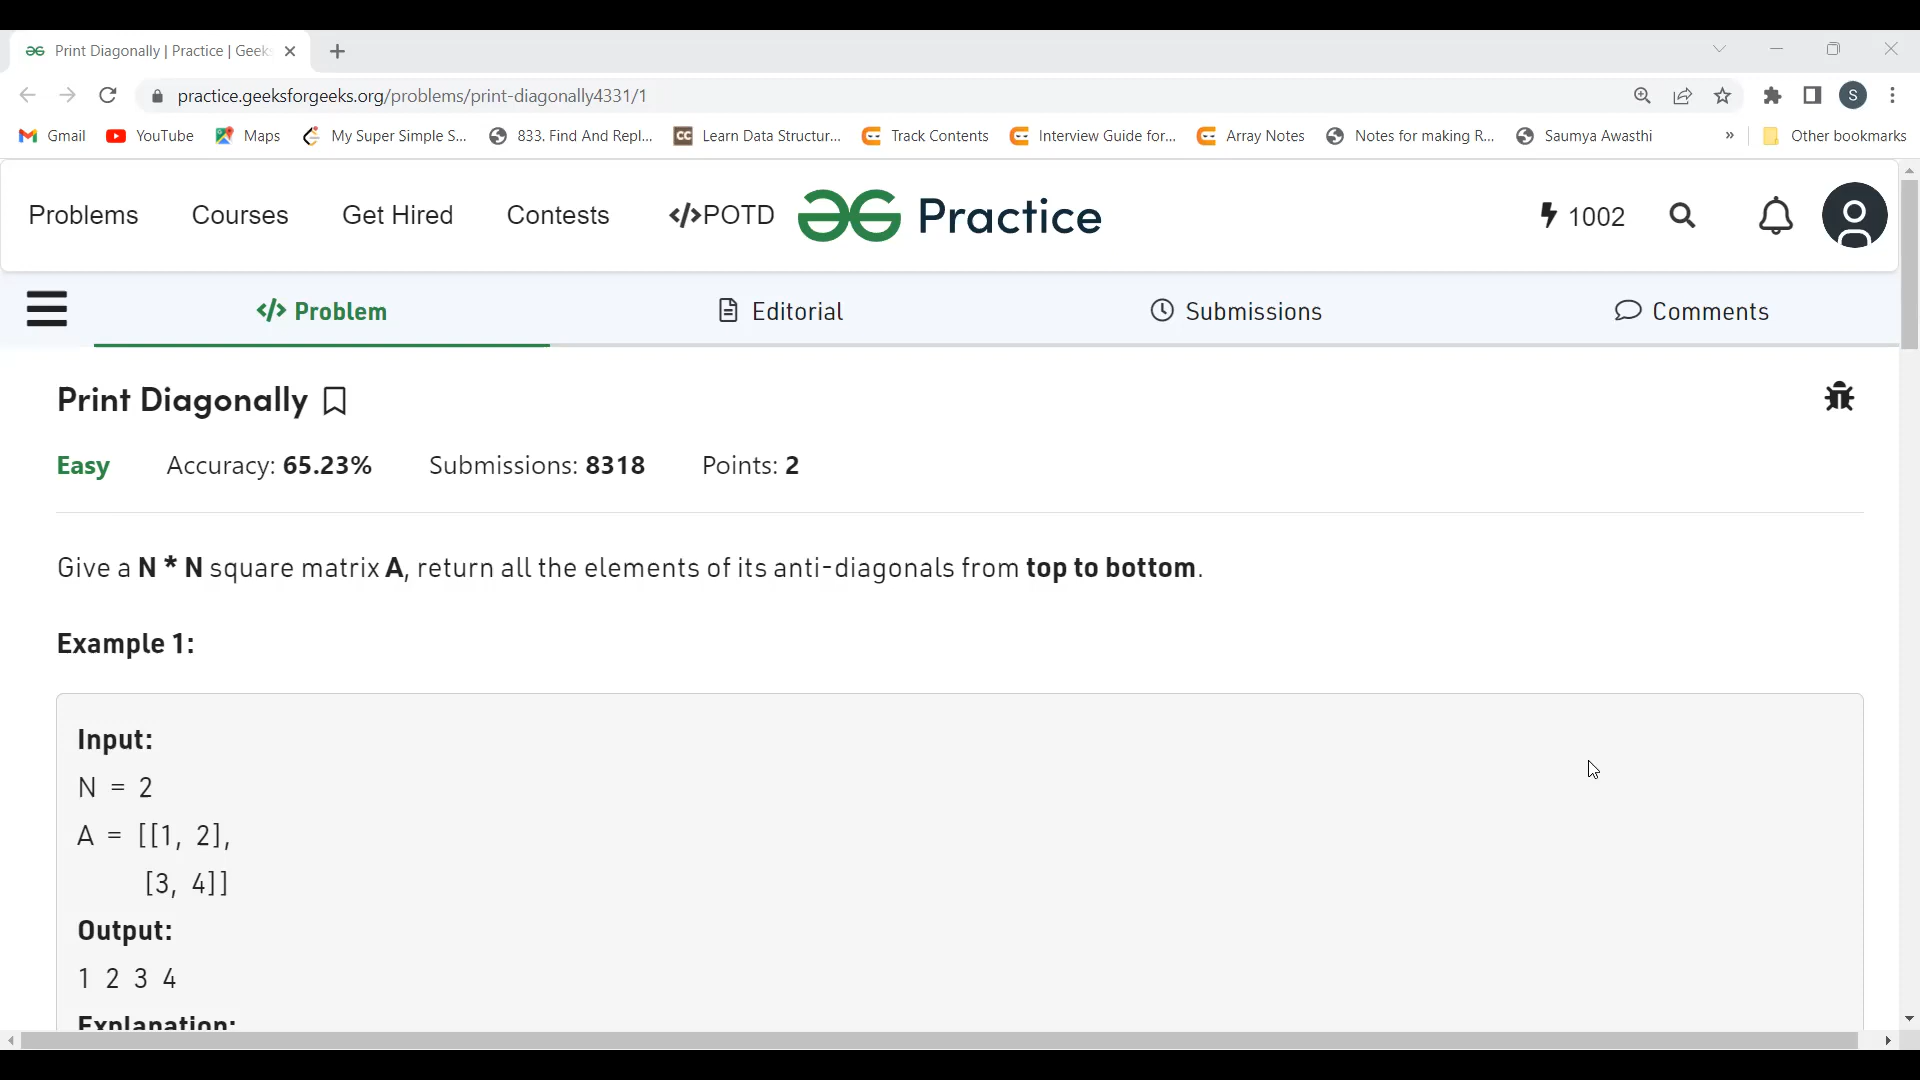 Print Diagonally | Practice | Geeks
practice.geeksforgeeks.org/problems/print-diagonally4331/1
S
Gmail YouTube Maps My Super Simple S... 833. Find And Repl... Learn Data Structur... Track Contents Interview Guide for... Array Notes Notes for making R... Saumya Awasthi » Other bookmarks
Problems Courses Get Hired Contests </>POTD Practice 1002
</> Problem Editorial Submissions Comments
Print Diagonally
Easy Accuracy: 65.23% Submissions: 8318 Points: 2
Give a N * N square matrix A, return all the elements of its anti-diagonals from top to bottom.
Example 1:
Input:
N = 2
A = [[1, 2],
[3, 4]]
Output:
1 2 3 4
Explanation: